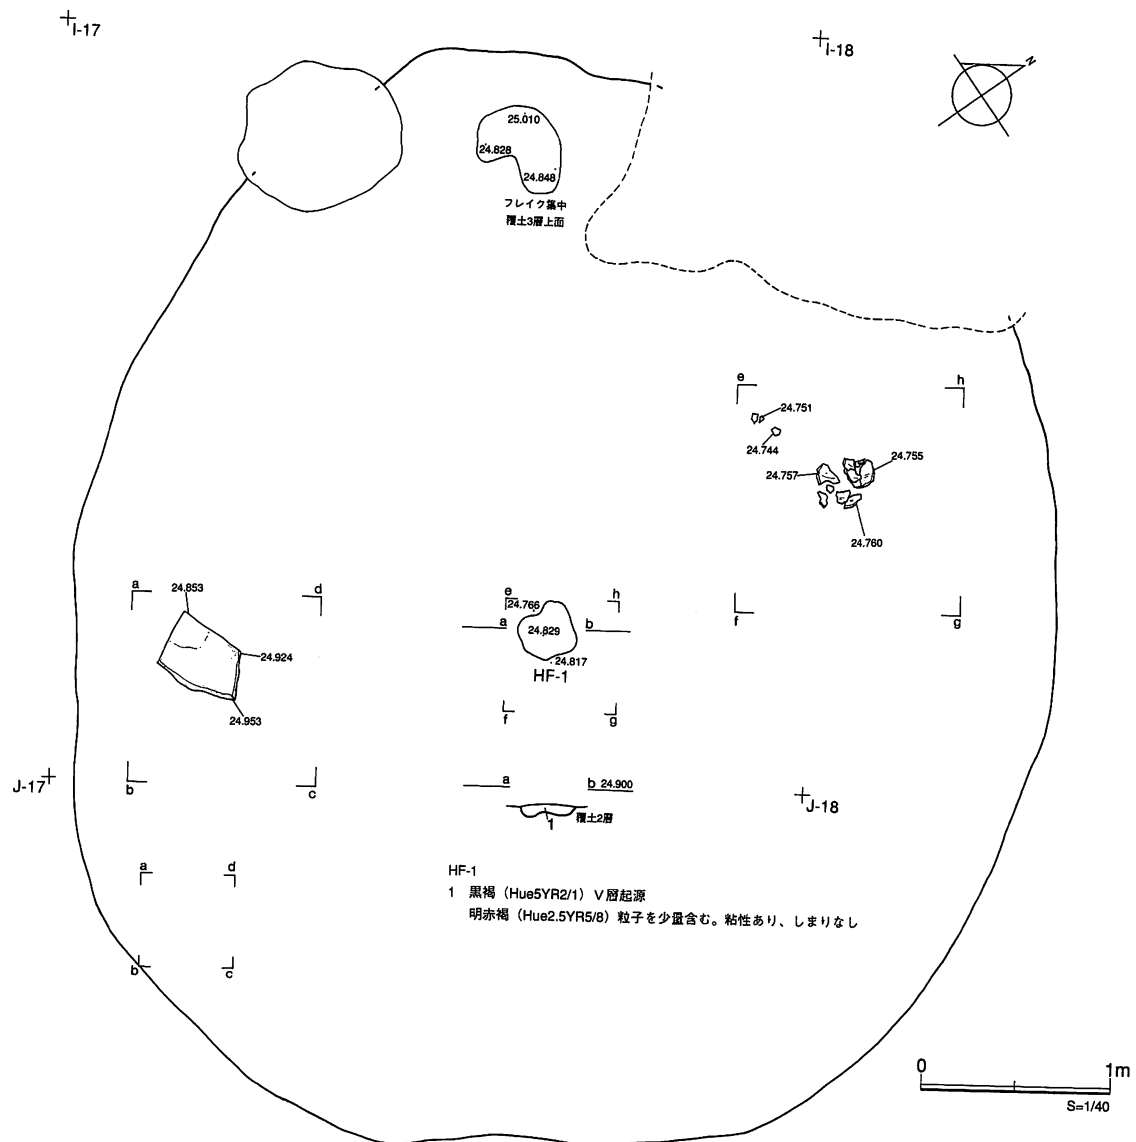 I-17
I-18
N
25.010
24.828
24.848
フレイク集中
覆土3層上面
e
h
24.751
24.744
24.757
24.755
24.760
f
g
a
24.853
d
24.924
24.953
b
c
e
h
24.766
a
b
24.829
24.817
HF-1
f
g
J-17
a
b 24.900
1
覆土2層
J-18
a
d
b
c
HF-1
1 黒褐（Hue5YR2/1）Ⅴ層起源
明赤褐（Hue2.5YR5/8）粒子を少量含む。粘性あり、しまりなし
0
1m
S=1/40